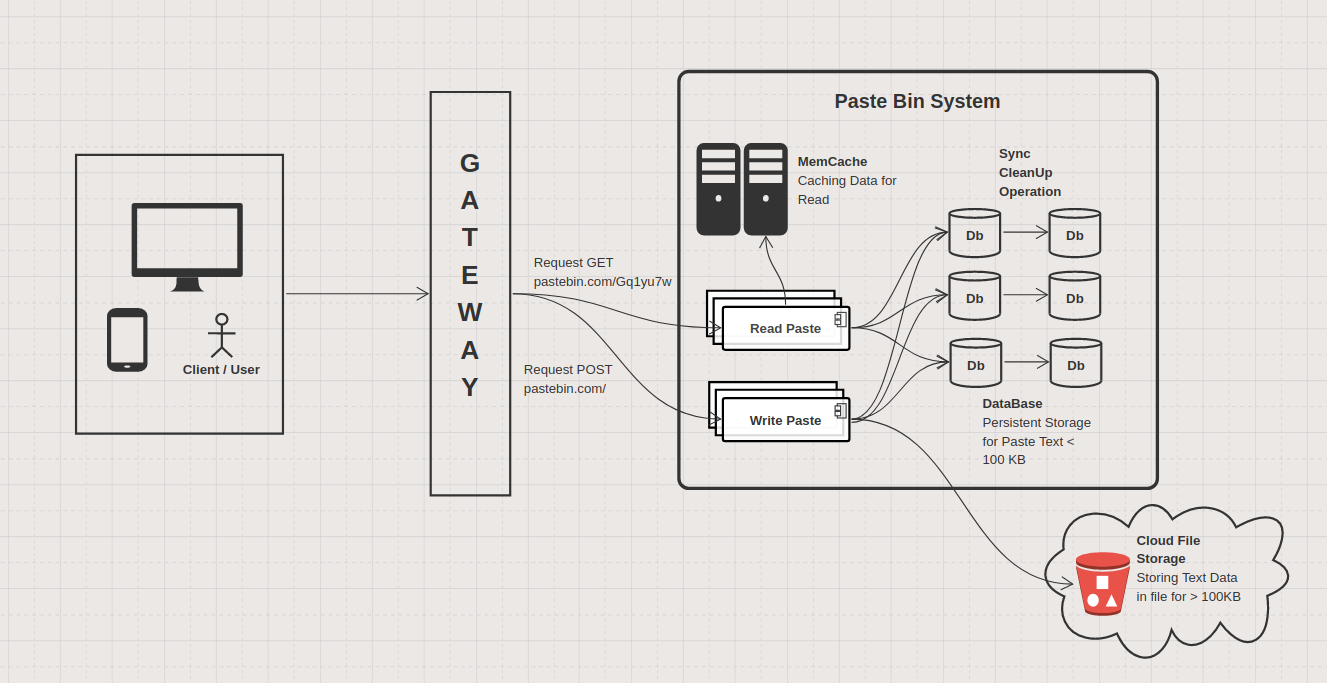 Paste Bin System
G
A
T
E
W
A
Y
Client / User
Request GET
pastebin.com/Gq1yu7w
Request POST
pastebin.com/
MemCache
Caching Data for
Read
Read Paste
Write Paste
Sync
CleanUp
Operation
Db
Db
Db
Db
Db
Db
DataBase
Persistent Storage
for Paste Text <
100 KB
Cloud File
Storage
Storing Text Data
in file for > 100KB